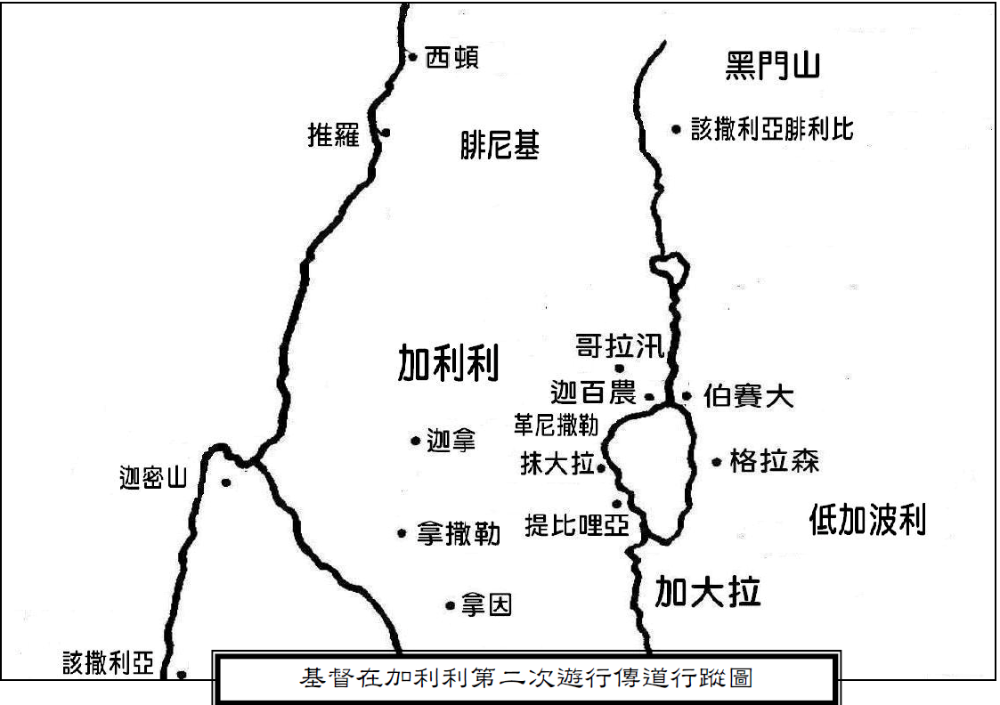 西頓
黑門山
推羅
腓尼基
該撒利亞腓利比
加利利
哥拉汛
迦百農
伯賽大
革尼撒勒
迦拿
抹大拉
格拉森
迦密山
提比哩亞
低加波利
拿撒勒
加大拉
拿因
該撒利亞
基督在加利利第二次遊行傳道行蹤圖